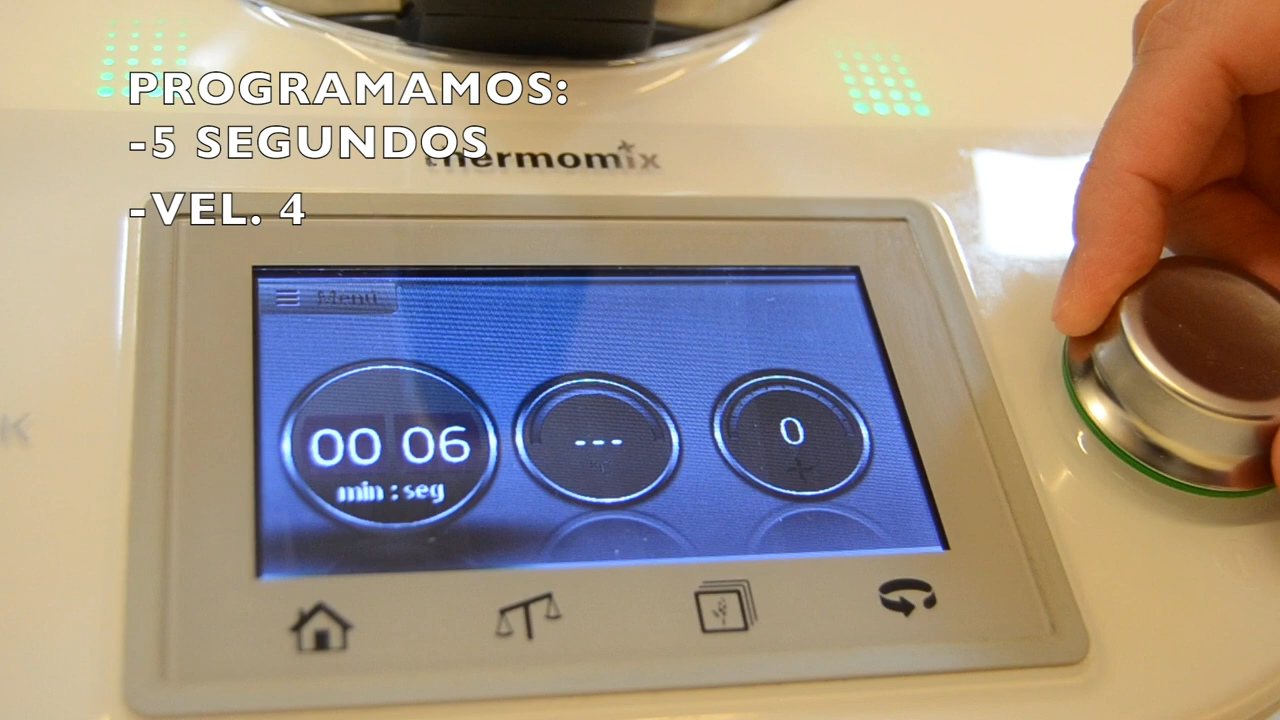 PROGRAMAMOS:
-5 SEGUNDOS
-VEL. 4
thermomix
Menú
00 06
min : seg
---
0
K